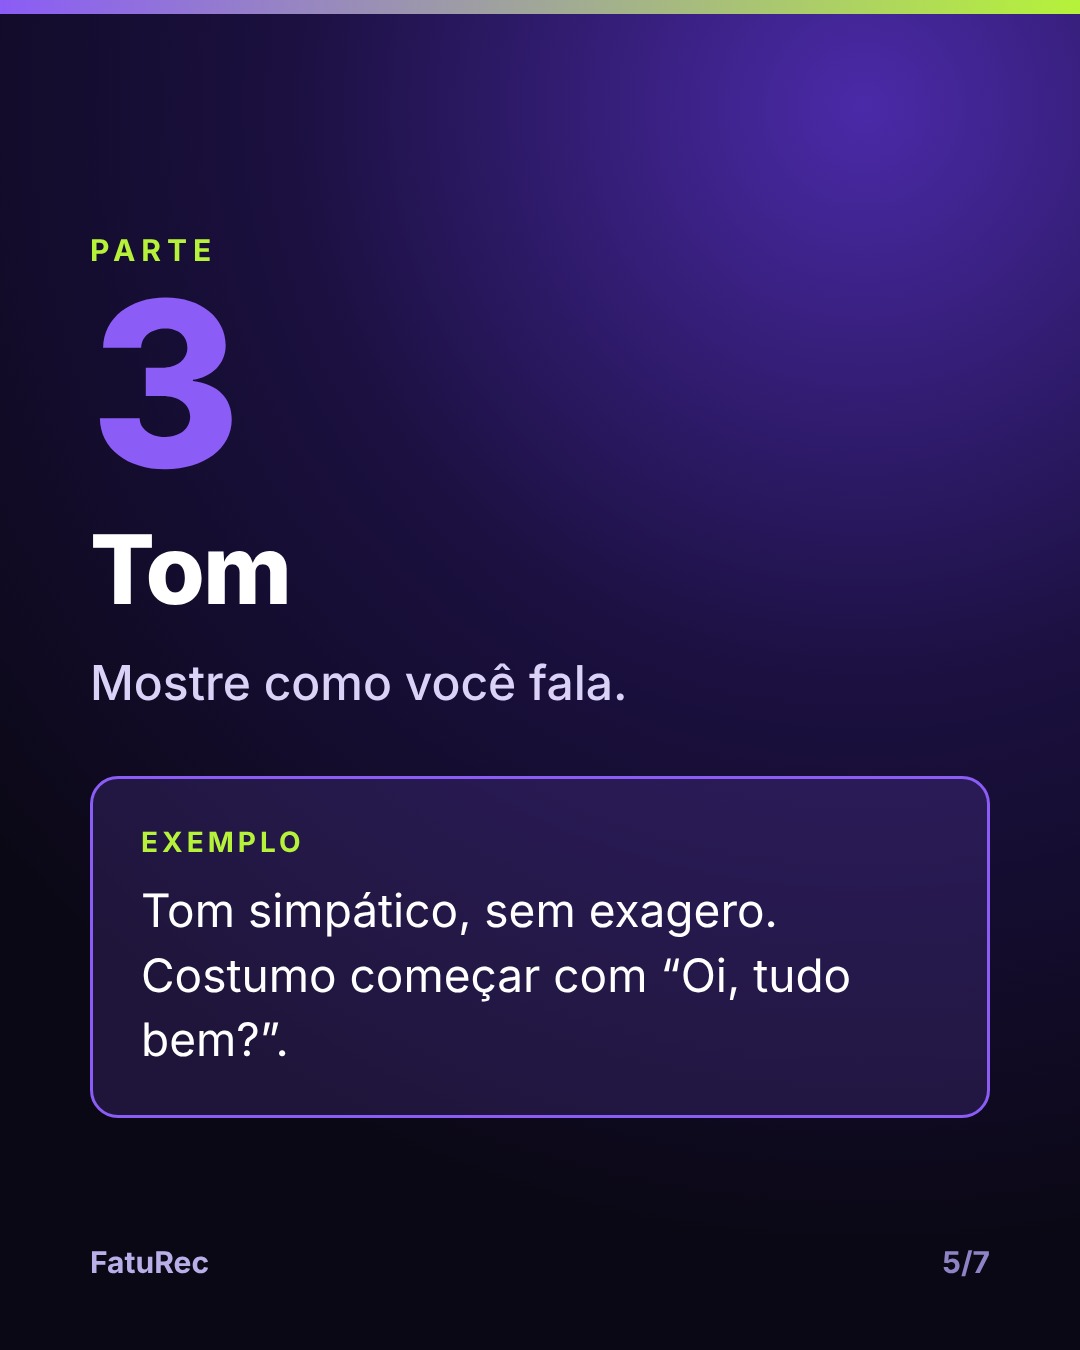 PARTE
3
Tom
Mostre como você fala.
EXEMPLO
Tom simpático, sem exagero.
Costumo começar com “Oi, tudo
bem?”.
FatuRec
5/7